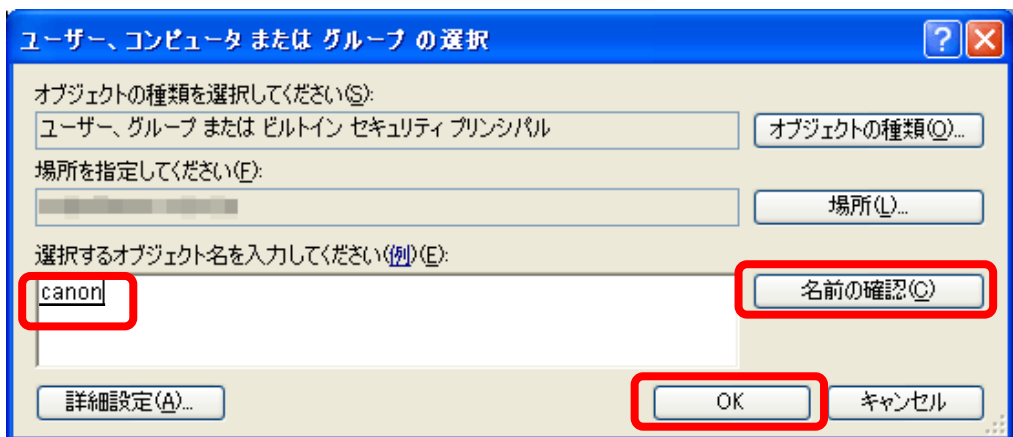 ユーザー、コンピュータ または グループ の選択
オブジェクトの種類を選択してください(S):
ユーザー、グループ または ビルトイン セキュリティ プリンシパル
オブジェクトの種類(O)...
場所を指定してください(F):
場所(L)...
選択するオブジェクト名を入力してください(例)(E):
canon
名前の確認(C)
詳細設定(A)...
OK
キャンセル